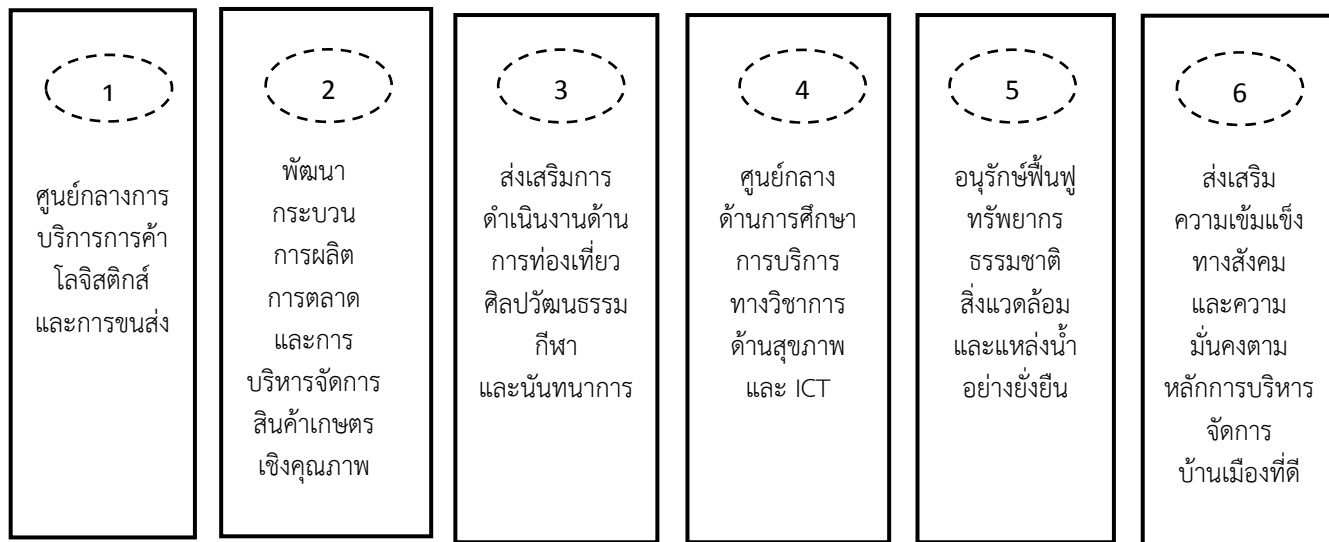 1
ศูนย์กลางการ
บริการการค้า
โลจิสติกส์
และการขนส่ง
2
พัฒนา
กระบวน
การผลิต
การตลาด
และการ
บริหารจัดการ
สินค้าเกษตร
เชิงคุณภาพ
3
ส่งเสริมการ
ดำเนินงานด้าน
การท่องเที่ยว
ศิลปวัฒนธรรม
กีฬา
และนันทนาการ
4
ศูนย์กลาง
ด้านการศึกษา
การบริการ
ทางวิชาการ
ด้านสุขภาพ
และ ICT
5
อนุรักษ์ฟื้นฟู
ทรัพยากร
ธรรมชาติ
สิ่งแวดล้อม
และแหล่งน้ำ
อย่างยั่งยืน
6
ส่งเสริม
ความเข้มแข็ง
ทางสังคม
และความ
มั่นคงตาม
หลักการบริหาร
จัดการ
บ้านเมืองที่ดี